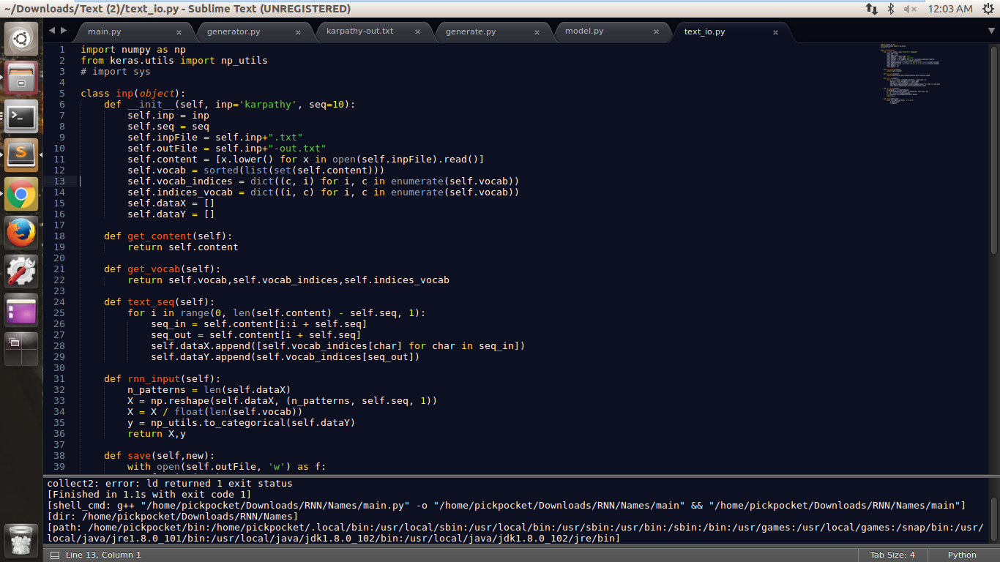 ~/Downloads/Text (2)/text_io.py - Sublime Text (UNREGISTERED)
12:03 AM
main.py
generator.py
karpathy-out.txt
generate.py
model.py
text_io.py
1 import numpy as np
2 from keras.utils import np_utils
3 # import sys
4
5 class inp(object):
6 def __init__(self, inp='karpathy', seq=10):
7 self.inp = inp
8 self.seq = seq
9 self.inpFile = self.inp+".txt"
10 self.outFile = self.inp+"-out.txt"
11 self.content = [x.lower() for x in open(self.inpFile).read()]
12 self.vocab = sorted(list(set(self.content)))
13 self.vocab_indices = dict((c, i) for i, c in enumerate(self.vocab))
14 self.indices_vocab = dict((i, c) for i, c in enumerate(self.vocab))
15 self.dataX = []
16 self.dataY = []
17
18 def get_content(self):
19 return self.content
20
21 def get_vocab(self):
22 return self.vocab,self.vocab_indices,self.indices_vocab
23
24 def text_seq(self):
25 for i in range(0, len(self.content) - self.seq, 1):
26 seq_in = self.content[i:i + self.seq]
27 seq_out = self.content[i + self.seq]
28 self.dataX.append([self.vocab_indices[char] for char in seq_in])
29 self.dataY.append(self.vocab_indices[seq_out])
30
31 def rnn_input(self):
32 n_patterns = len(self.dataX)
33 X = np.reshape(self.dataX, (n_patterns, self.seq, 1))
34 X = X / float(len(self.vocab))
35 y = np_utils.to_categorical(self.dataY)
36 return X,y
37
38 def save(self,new):
39 with open(self.outFile, 'w') as f:
collect2: error: ld returned 1 exit status
[Finished in 1.1s with exit code 1]
[shell_cmd: g++ "/home/pickpocket/Downloads/RNN/Names/main.py" -o "/home/pickpocket/Downloads/RNN/Names/main" && "/home/pickpocket/Downloads/RNN/Names/main"]
[dir: /home/pickpocket/Downloads/RNN/Names]
[path: /home/pickpocket/bin:/home/pickpocket/.local/bin:/usr/local/sbin:/usr/local/bin:/usr/sbin:/usr/bin:/sbin:/bin:/usr/games:/usr/local/games:/snap/bin:/usr/
local/java/jre1.8.0_101/bin:/usr/local/java/jdk1.8.0_102/bin:/usr/local/java/jdk1.8.0_102/jre/bin]
Line 13, Column 1
Tab Size: 4
Python